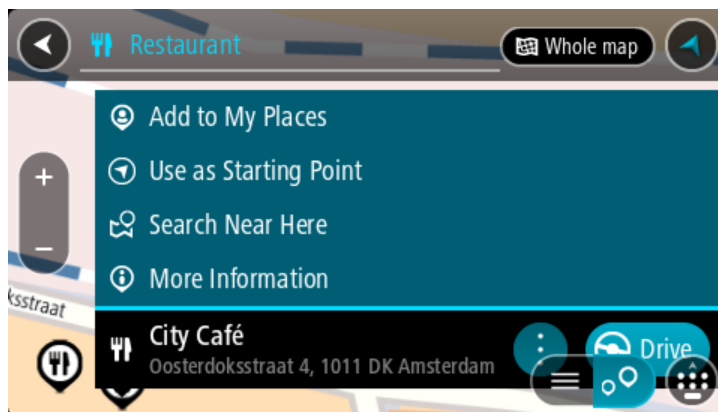 Restaurant
Whole map
Add to My Places
Use as Starting Point
Search Near Here
More Information
City Café
Oosterdoksstraat 4, 1011 DK Amsterdam
Drive
ksstraat